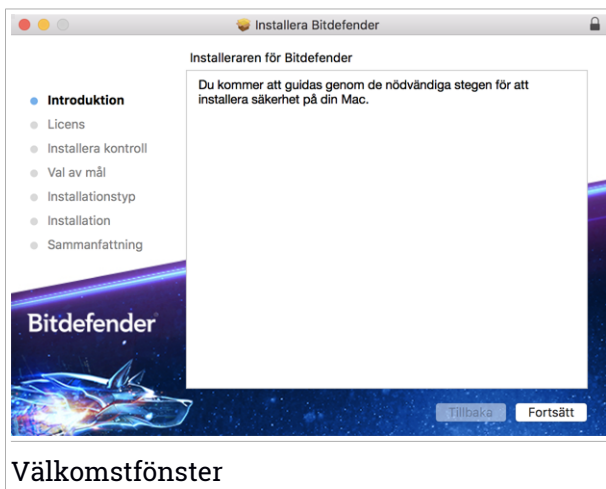 Installera Bitdefender
Installeraren för Bitdefender
Introduktion
Licens
Installera kontroll
Val av mål
Installationstyp
Installation
Sammanfattning
Du kommer att guidas genom de nödvändiga stegen för att
installera säkerhet på din Mac.
Bitdefender
Tillbaka
Fortsätt
Välkomstfönster